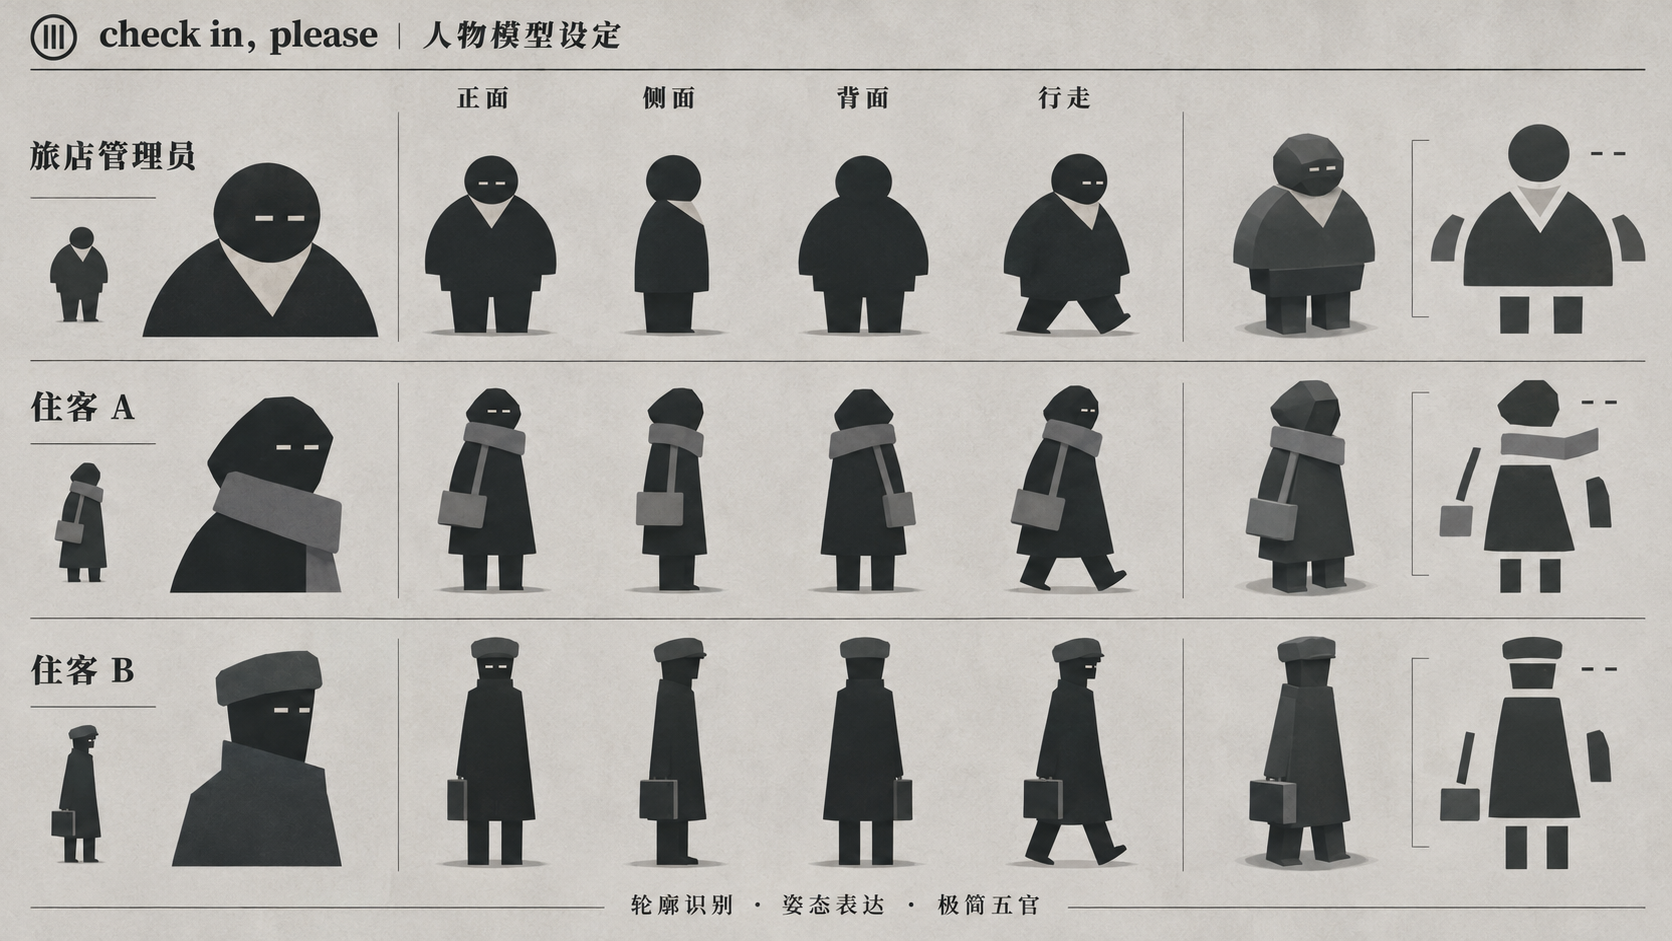 check in, please | 人物模型设定
正面 侧面 背面 行走
旅店管理员
住客 A
住客 B
轮廓识别 · 姿态表达 · 极简五官